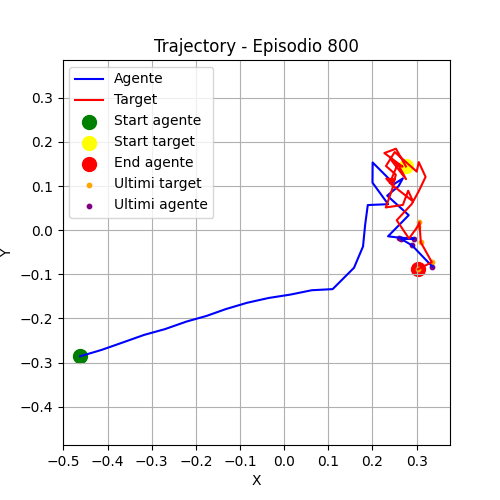 Trajectory - Episodio 800
Agente
Target
Start agente
Start target
End agente
Ultimi target
Ultimi agente
0.3
0.2
0.1
0.0
−0.1
−0.2
−0.3
−0.4
Y
−0.5 −0.4 −0.3 −0.2 −0.1 0.0 0.1 0.2 0.3
X